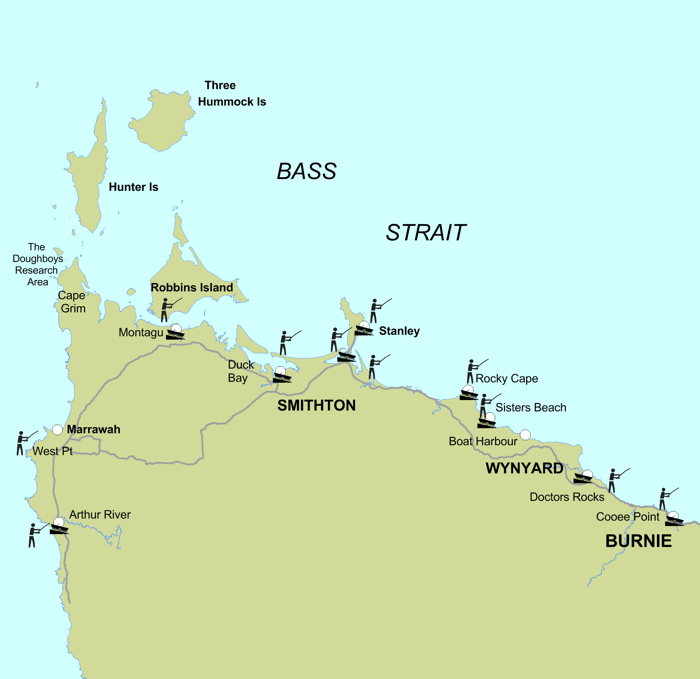 Three
Hummock Is
BASS
Hunter Is
STRAIT
The
Doughboys
Research
Area
Cape
Grim
Robbins Island
Montagu
Stanley
Duck
Bay
Rocky Cape
SMITHTON
Sisters Beach
Marrawah
Boat Harbour
West Pt
WYNYARD
Doctors Rocks
Arthur River
Cooee Point
BURNIE